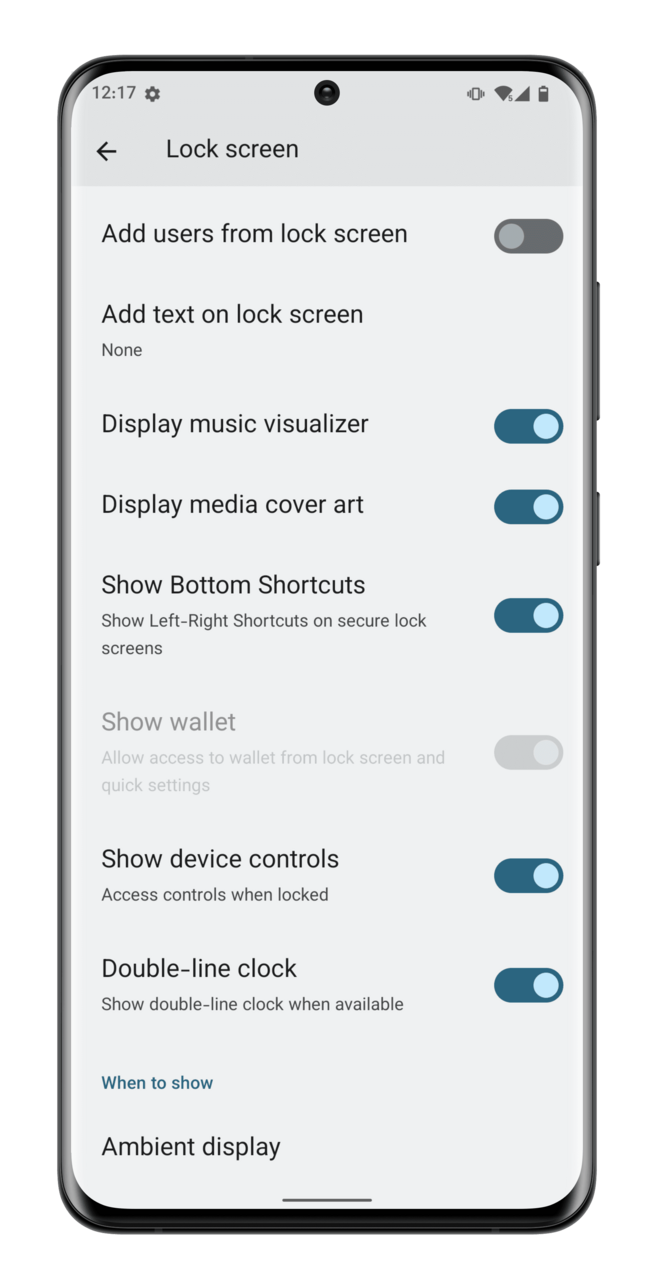 12:17
5
Lock screen
Add users from lock screen
Add text on lock screen
None
Display music visualizer
Display media cover art
Show Bottom Shortcuts
Show Left-Right Shortcuts on secure lock
screens
Show wallet
Allow access to wallet from lock screen and
quick settings
Show device controls
Access controls when locked
Double-line clock
Show double-line clock when available
When to show
Ambient display